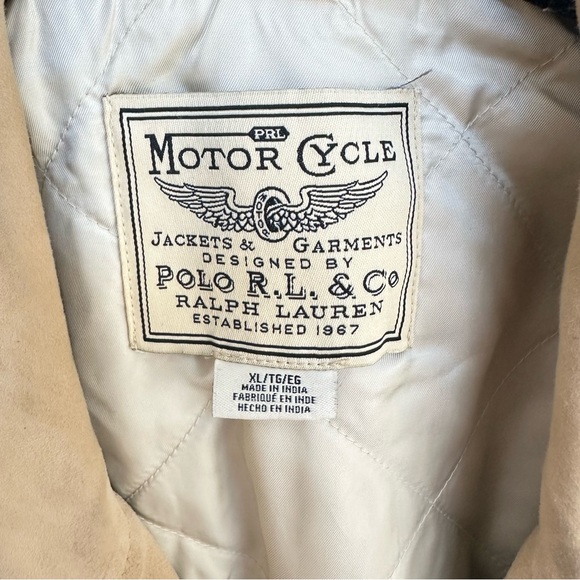 PRL
MOTOR CYCLE
MOTOR
JACKETS & GARMENTS
DESIGNED BY
POLO R.L. & Co
RALPH LAUREN
ESTABLISHED 1967
XL/TG/EG
MADE IN INDIA
FABRIQUÉ EN INDE
HECHO EN INDIA